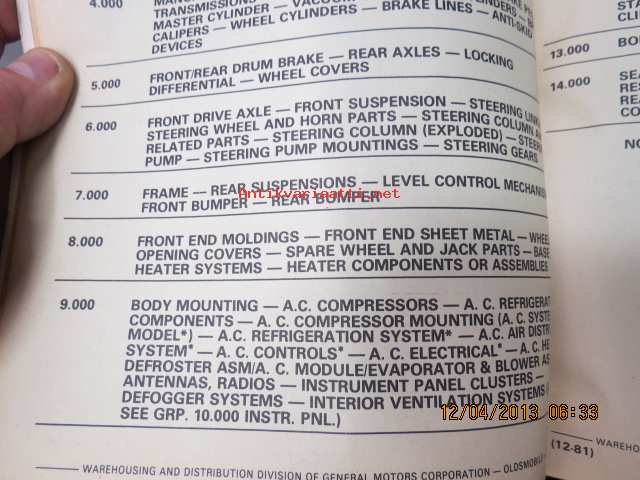 4.000
TRANSMISSIONS
MASTER CYLINDER — VACUUM
CALIPERS — WHEEL CYLINDERS — BRAKE LINES — ANTI-SKID
DEVICES
5.000 FRONT/REAR DRUM BRAKE — REAR AXLES — LOCKING
DIFFERENTIAL — WHEEL COVERS
6.000 FRONT DRIVE AXLE — FRONT SUSPENSION — STEERING
STEERING WHEEL AND HORN PARTS — STEERING COLUMN
RELATED PARTS — STEERING COLUMN (EXPLODED) —
PUMP — STEERING PUMP MOUNTINGS — STEERING GEARS
7.000 FRAME — REAR SUSPENSIONS — LEVEL CONTROL
FRONT BUMPER — REAR BUMPER
Antikvariaatti.net
8.000 FRONT END MOLDINGS — FRONT END SHEET METAL —
OPENING COVERS — SPARE WHEEL AND JACK PARTS — BASE
HEATER SYSTEMS — HEATER COMPONENTS OR ASSEMBLIES
9.000 BODY MOUNTING — A.C. COMPRESSORS — A. C.
COMPONENTS — A. C. COMPRESSOR MOUNTING (A. C.
MODEL*) — A.C. REFRIGERATION SYSTEM* — A.C. AIR
SYSTEM* — A. C. CONTROLS* — A. C. ELECTRICAL* — A. C.
DEFROSTER ASM/A. C. MODULE/EVAPORATOR & BLOWER
ANTENNAS, RADIOS — INSTRUMENT PANEL CLUSTERS —
DEFOGGER SYSTEMS — INTERIOR VENTILATION SYSTEMS
SEE GRP. 10.000 INSTR. PNL.)
WAREHOUSING AND DISTRIBUTION DIVISION OF GENERAL MOTORS CORPORATION — OLDSMOBILE
13.000
14.000
(12-81)
12/04/2013 06:33